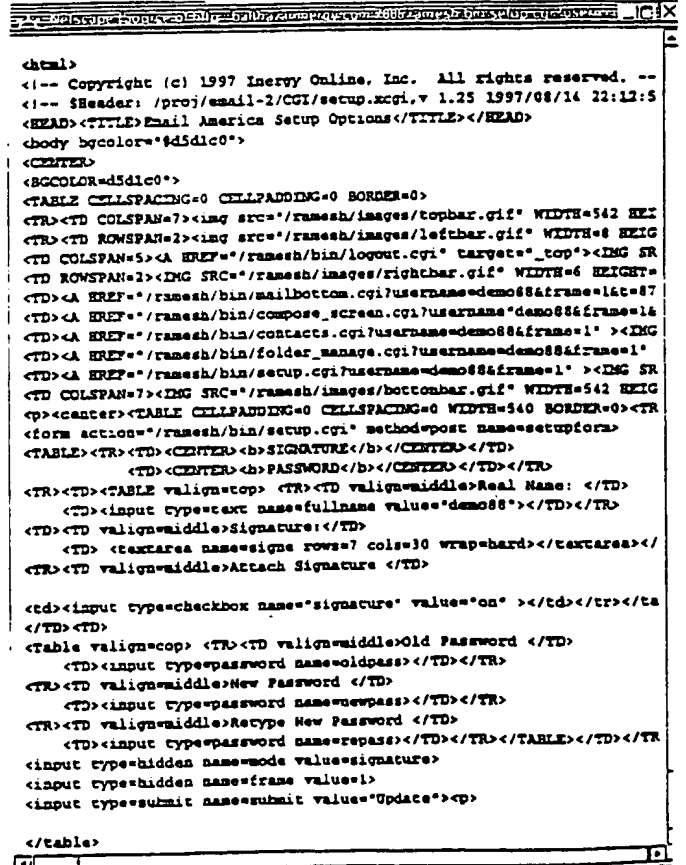 <html>
<!-- Copyright (c) 1997 Inergy Online, Inc. All rights reserved. --
<!-- $Header: /proj/email-2/CGI/setup.xcgi,v 1.25 1997/08/14 22:12:5
<HEAD><TITLE>Email America Setup Options</TITLE></HEAD>
<body bgcolor="#d5d1c0">
<CENTER>
<BGCOLOR=d5d1c0">
<TABLE CELLSPACING=0 CELLPADDING=0 BORDER=0>
<TR><TD COLSPAN=7><img src="/ramesh/images/topbar.gif" WIDTH=542 HEI
<TR><TD ROWSPAN=2><img src="/ramesh/images/leftbar.gif" WIDTH=8 HEIG
<TD COLSPAN=5><A HREF="/ramesh/bin/logout.cgi" target="_top"><IMG SR
<TD ROWSPAN=2><IMG SRC="/ramesh/images/rightbar.gif" WIDTH=6 HEIGHT=
<TD><A HREF="/ramesh/bin/mailbottom.cgi?username=demo88&frame=1&t=87
<TD><A HREF="/ramesh/bin/compose_screen.cgi?username=demo88&frame=1&
<TD><A HREF="/ramesh/bin/contacts.cgi?username=demo88&frame=1" ><IMG
<TD><A HREF="/ramesh/bin/folder_manage.cgi?username=demo88&frame=1"
<TD><A HREF="/ramesh/bin/setup.cgi?username=demo88&frame=1" ><IMG SR
<TD COLSPAN=7><IMG SRC="/ramesh/images/bottombar.gif" WIDTH=542 HEIG
<p><center><TABLE CELLPADDING=0 CELLSPACING=0 WIDTH=540 BORDER=0><TR
<form action="/ramesh/bin/setup.cgi" method=post name=setupform>
<TABLE><TR><TD><CENTER><b>SIGNATURE</b></CENTER></TD>
<TD><CENTER><b>PASSWORD</b></CENTER></TD></TR>
<TR><TD><TABLE valign=top> <TR><TD valign=middle>Real Name: </TD>
<TD><input type=text name=fullname value="demo88"></TD></TR>
<TD><TD valign=middle>Signature:</TD>
<TD> <textarea name=signe rows=7 cols=30 wrap=hard></textarea></
<TR><TD valign=middle>Attach Signature </TD>
<td><input type=checkbox name="signature" value="on" ></td></tr></ta
</TD><TD>
<Table valign=top> <TR><TD valign=middle>Old Password </TD>
<TD><input type=password name=oldpass></TD></TR>
<TR><TD valign=middle>New Password </TD>
<TD><input type=password name=newpass></TD></TR>
<TR><TD valign=middle>Retype New Password </TD>
<TD><input type=password name=repass></TD></TR></TABLE></TD></TR
<input type=hidden name=mode value=signature>
<input type=hidden name=frame value=1>
<input type=submit name=submit value="Update"><p>
</table>